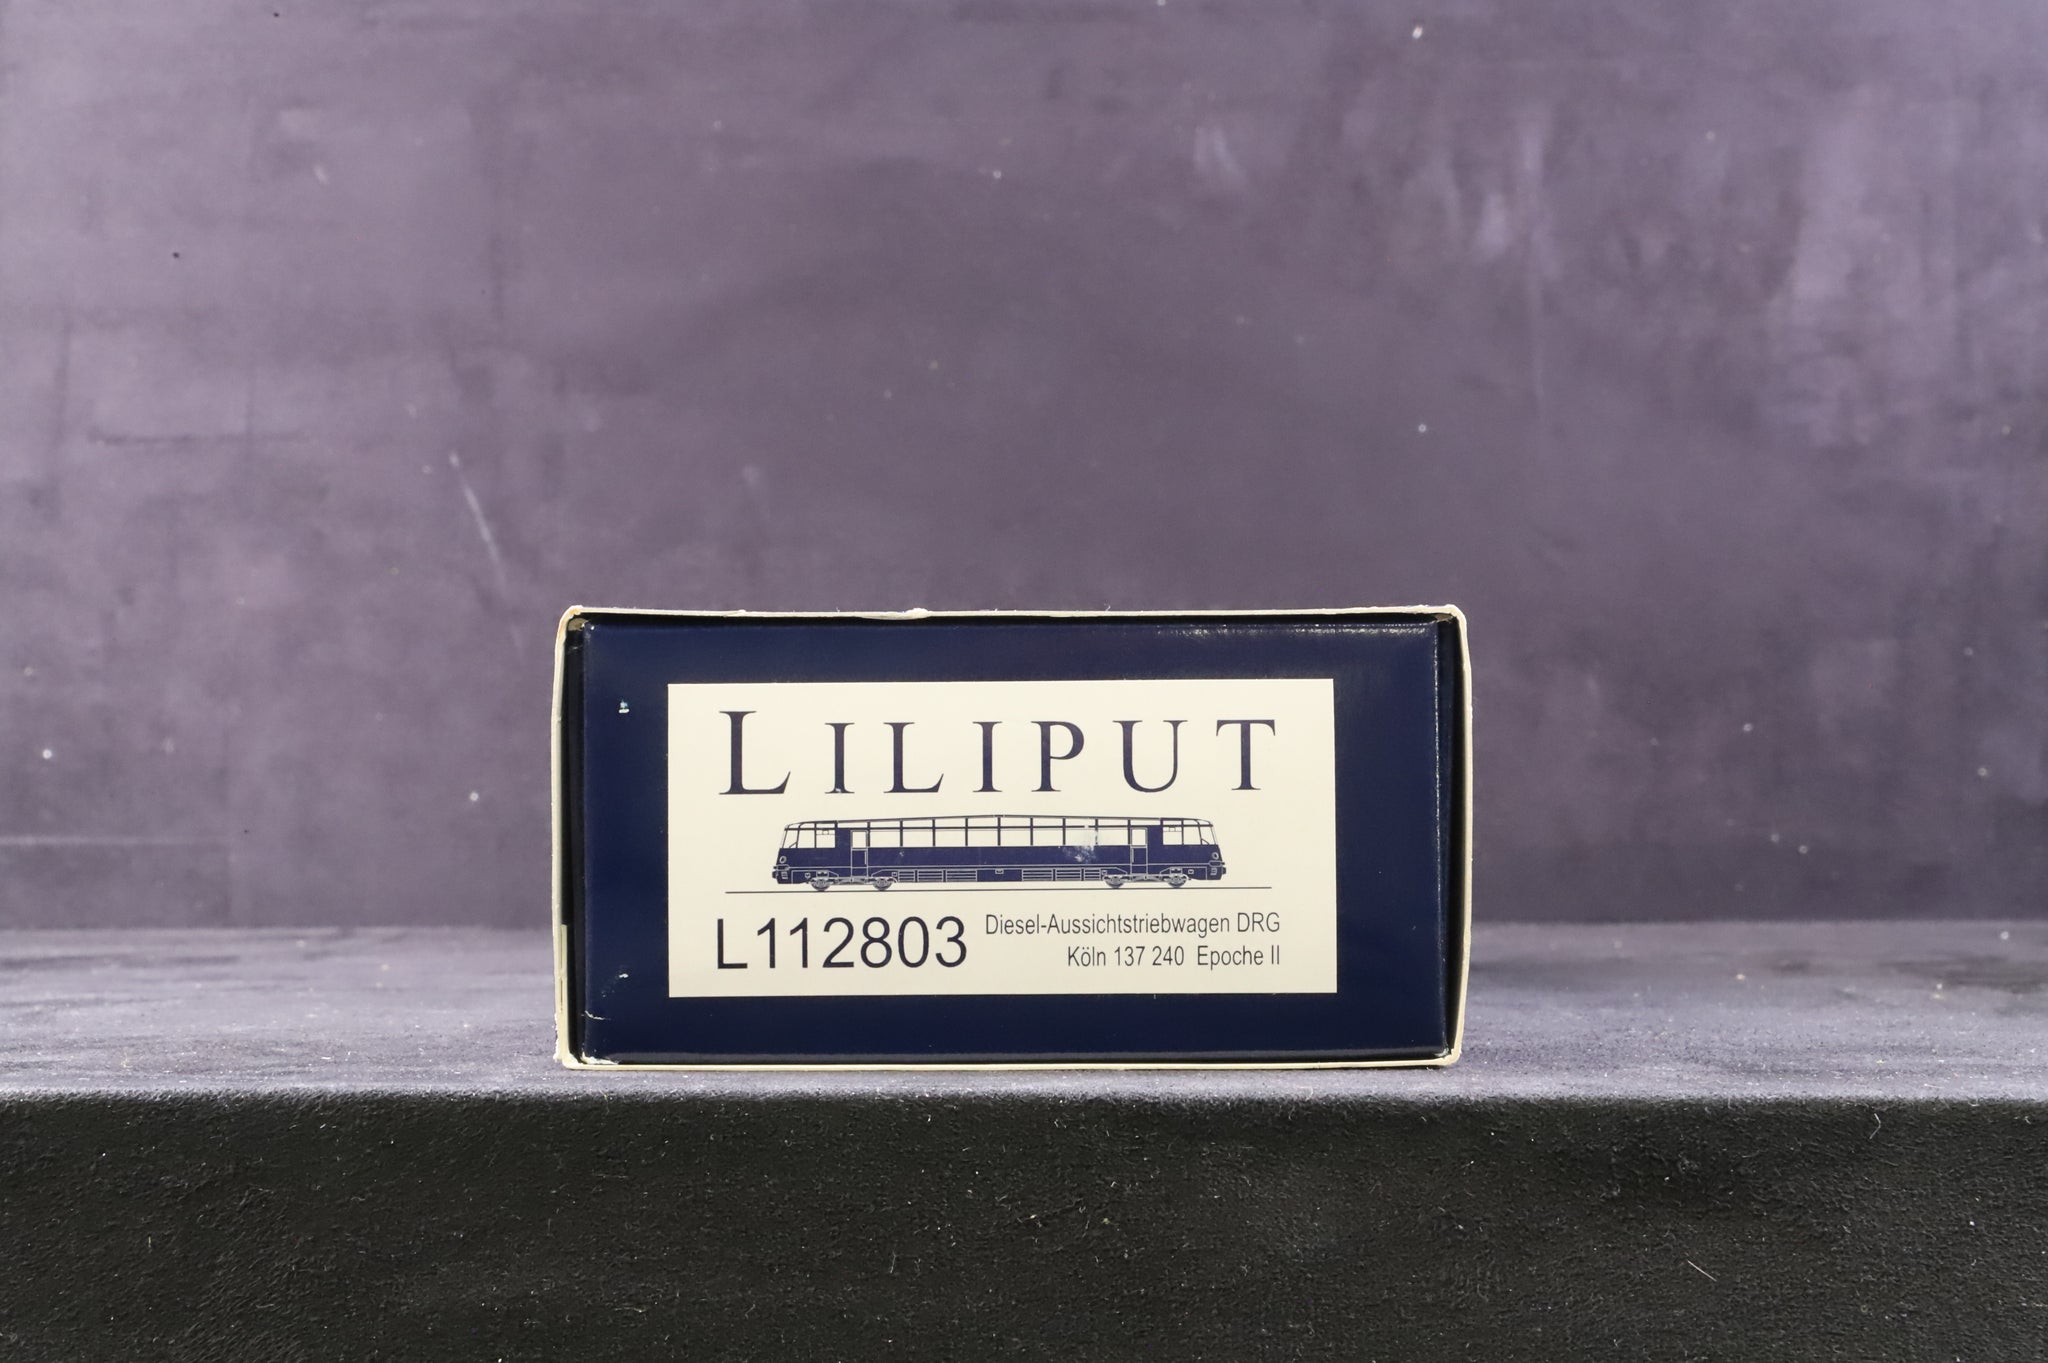 LILIPUT
L112803
Diesel-Aussichtstriebwagen DRG
Köln 137 240 Epoche II